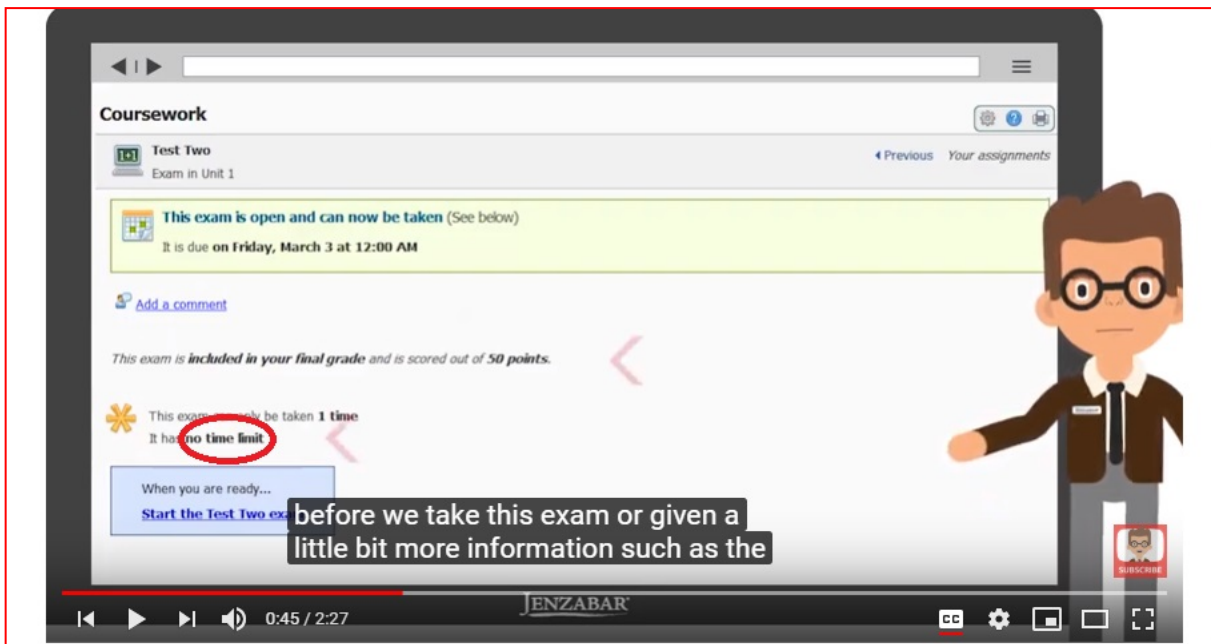 Coursework
Test Two
Exam in Unit 1
Previous Your assignments
This exam is open and can now be taken (See below)
It is due on Friday, March 3 at 12:00 AM
Add a comment
This exam is included in your final grade and is scored out of 50 points.
This exam can only be taken 1 time
It has no time limit
When you are ready...
Start the Test Two
before we take this exam or given a
little bit more information such as the
SUBSCRIBE
JENZABAR
0:45 / 2:27
CC